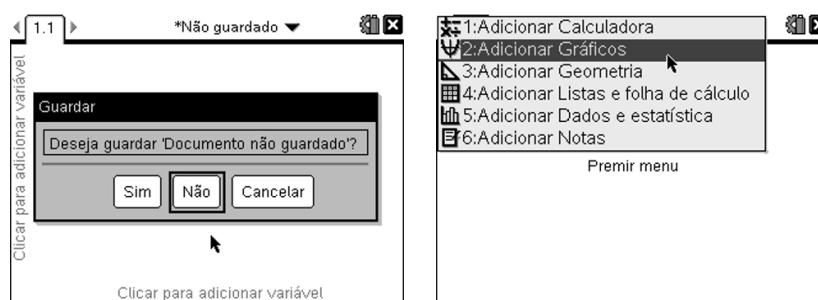 1.1
*Não guardado
Clicar para adicionar variável
Guardar
Deseja guardar 'Documento não guardado'?
Sim
Não
Cancelar
Clicar para adicionar variável
1:Adicionar Calculadora
2:Adicionar Gráficos
3:Adicionar Geometria
4:Adicionar Listas e folha de cálculo
5:Adicionar Dados e estatística
6:Adicionar Notas
Premir menu